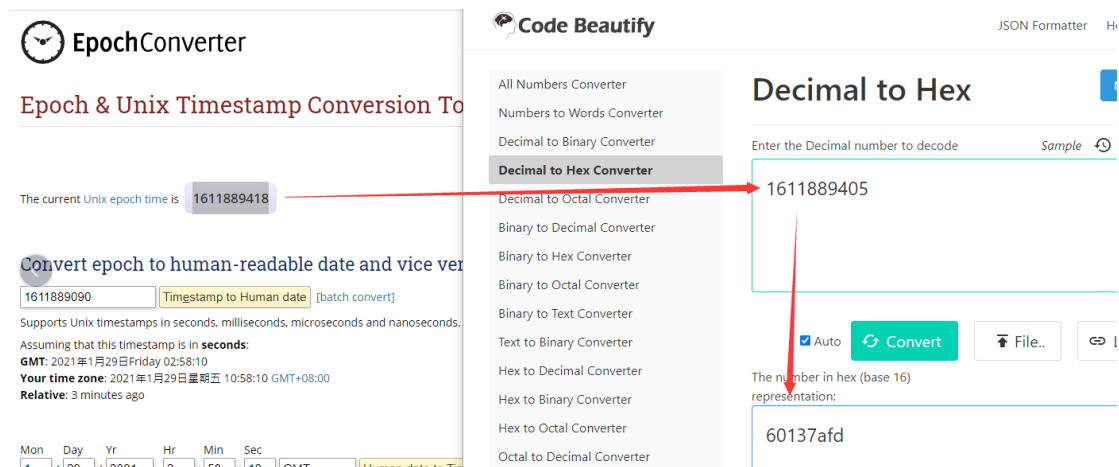 EpochConverter
Epoch & Unix Timestamp Conversion To
The current Unix epoch time is 1611889418
Convert epoch to human-readable date and vice ver
1611889090 Timestamp to Human date [batch convert]
Supports Unix timestamps in seconds, milliseconds, microseconds and nanoseconds.
Assuming that this timestamp is in seconds:
GMT: 2021年1月29日Friday 02:58:10
Your time zone: 2021年1月29日星期五 10:58:10 GMT+08:00
Relative: 3 minutes ago
Mon Day Yr Hr Min Sec
Code Beautify
JSON Formatter
All Numbers Converter
Numbers to Words Converter
Decimal to Binary Converter
Decimal to Hex Converter
Decimal to Octal Converter
Binary to Decimal Converter
Binary to Hex Converter
Binary to Octal Converter
Binary to Text Converter
Text to Binary Converter
Hex to Decimal Converter
Hex to Binary Converter
Hex to Octal Converter
Octal to Decimal Converter
Decimal to Hex
Enter the Decimal number to decode Sample
1611889405
Auto Convert File..
The number in hex (base 16)
representation:
60137afd